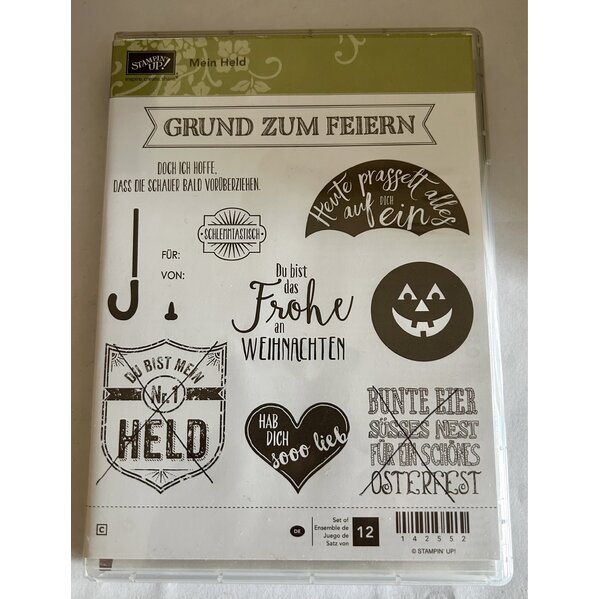 STAMPIN' UP!
inspire.create.share
Mein Held
GRUND ZUM FEIERN
DOCH ICH HOFFE,
DASS DIE SCHAUER BALD VORÜBERZIEHEN.
Heute prasselt alles
auf DICH ein
SCHLEMMTASTISCH
FÜR:
VON:
Du bist
das
Frohe
an
WEIHNACHTEN
DU BIST MEIN
Nr. 1
HELD
HAB
DICH
sooo lieb
BUNTE EIER
SÜSSES NEST
FÜR EIN SCHÖNES
OSTERFEST
C
DE
Set of
Ensemble de
Juego de
Satz von
12
142552
© STAMPIN' UP!